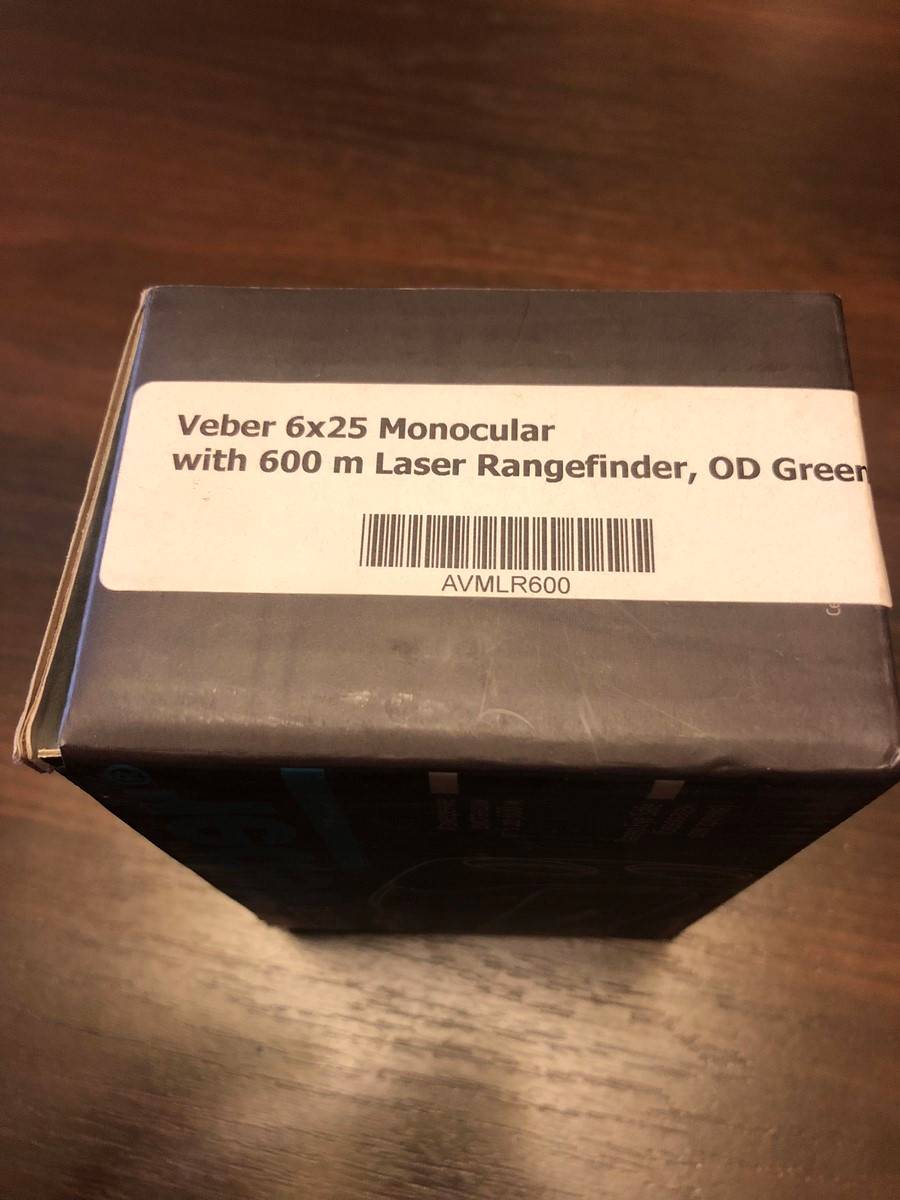 Veber 6x25 Monocular
with 600 m Laser Rangefinder, OD Green
AVMLR600